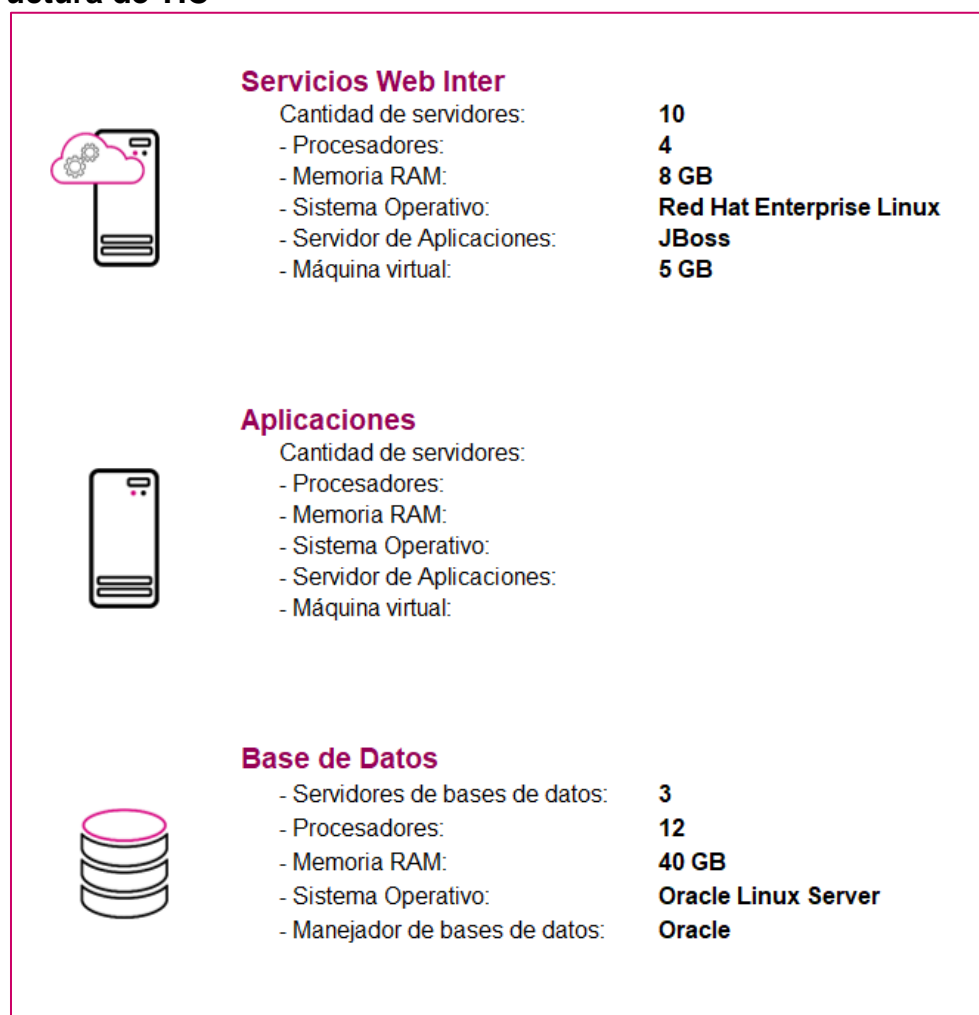 Servicios Web Inter
Cantidad de servidores: 10
- Procesadores: 4
- Memoria RAM: 8 GB
- Sistema Operativo: Red Hat Enterprise Linux
- Servidor de Aplicaciones: JBoss
- Máquina virtual: 5 GB
Aplicaciones
Cantidad de servidores:
- Procesadores:
- Memoria RAM:
- Sistema Operativo:
- Servidor de Aplicaciones:
- Máquina virtual:
Base de Datos
- Servidores de bases de datos: 3
- Procesadores: 12
- Memoria RAM: 40 GB
- Sistema Operativo: Oracle Linux Server
- Manejador de bases de datos: Oracle